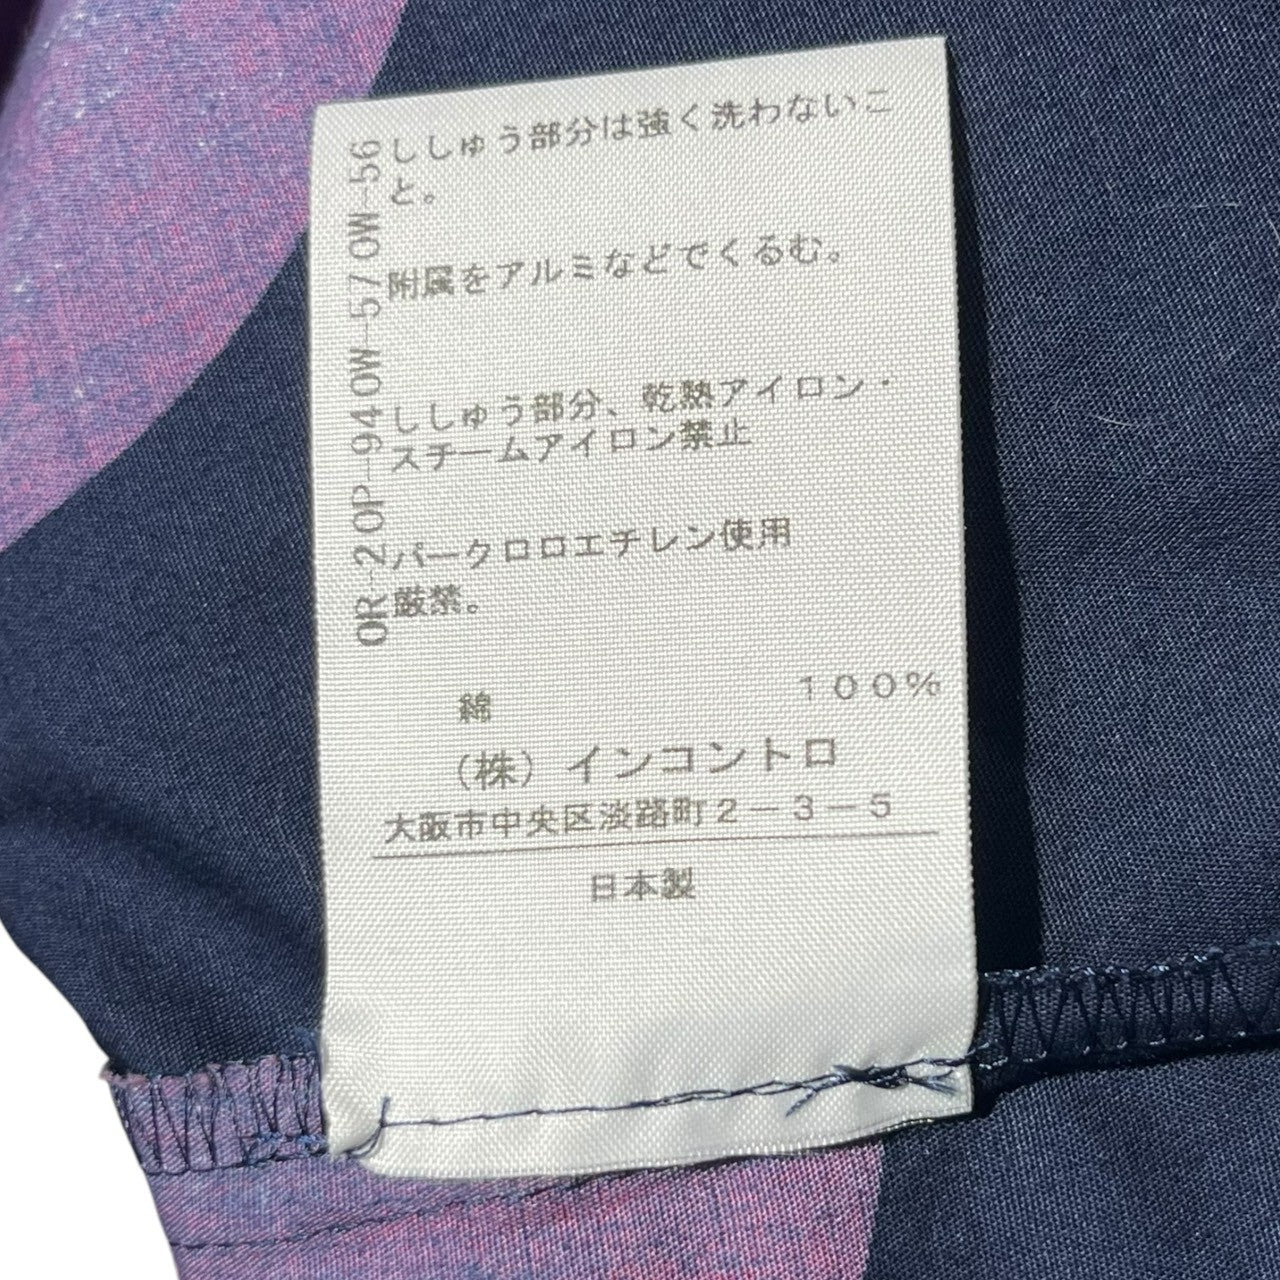 ししゅう部分は強く洗わないこ
と。
附属をアルミなどでくるむ。
ししゅう部分、乾熱アイロン・
スチームアイロン禁止
パークロロエチレン使用
厳禁。
綿 100%
(株)インコントロ
大阪市中央区淡路町2-3-5
日本製
OR-2OP-940W-570W-56